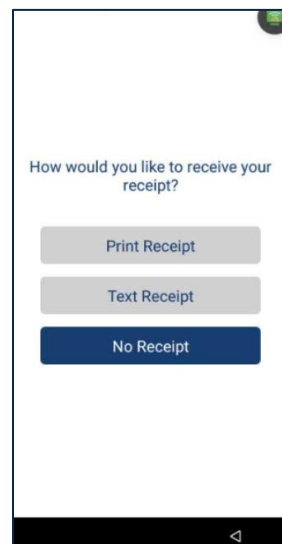 How would you like to receive your
receipt?
Print Receipt
Text Receipt
No Receipt